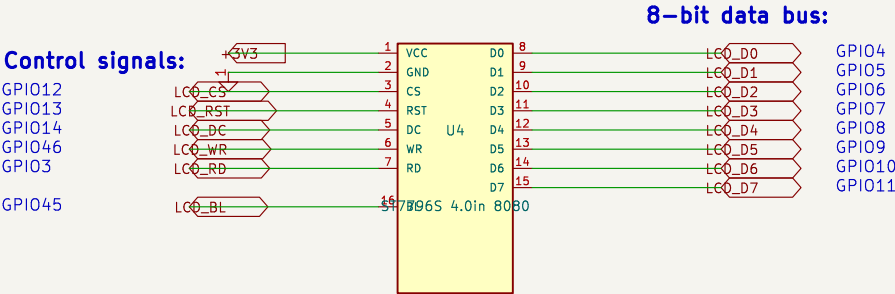 8-bit data bus:
Control signals:
+3V3 1 VCC D0 8 LCD_D0 GPIO4
1 2 GND D1 9 LCD_D1 GPIO5
GPIO12 LCD_CS 3 CS D2 10 LCD_D2 GPIO6
GPIO13 LCD_RST 4 RST D3 11 LCD_D3 GPIO7
GPIO14 LCD_DC 5 DC U4 D4 12 LCD_D4 GPIO8
GPIO46 LCD_WR 6 WR D5 13 LCD_D5 GPIO9
GPIO3 LCD_RD 7 RD D6 14 LCD_D6 GPIO10
D7 15 LCD_D7 GPIO11
GPIO45 LCD_BL 16 BL ST7796S 4.0in 8080